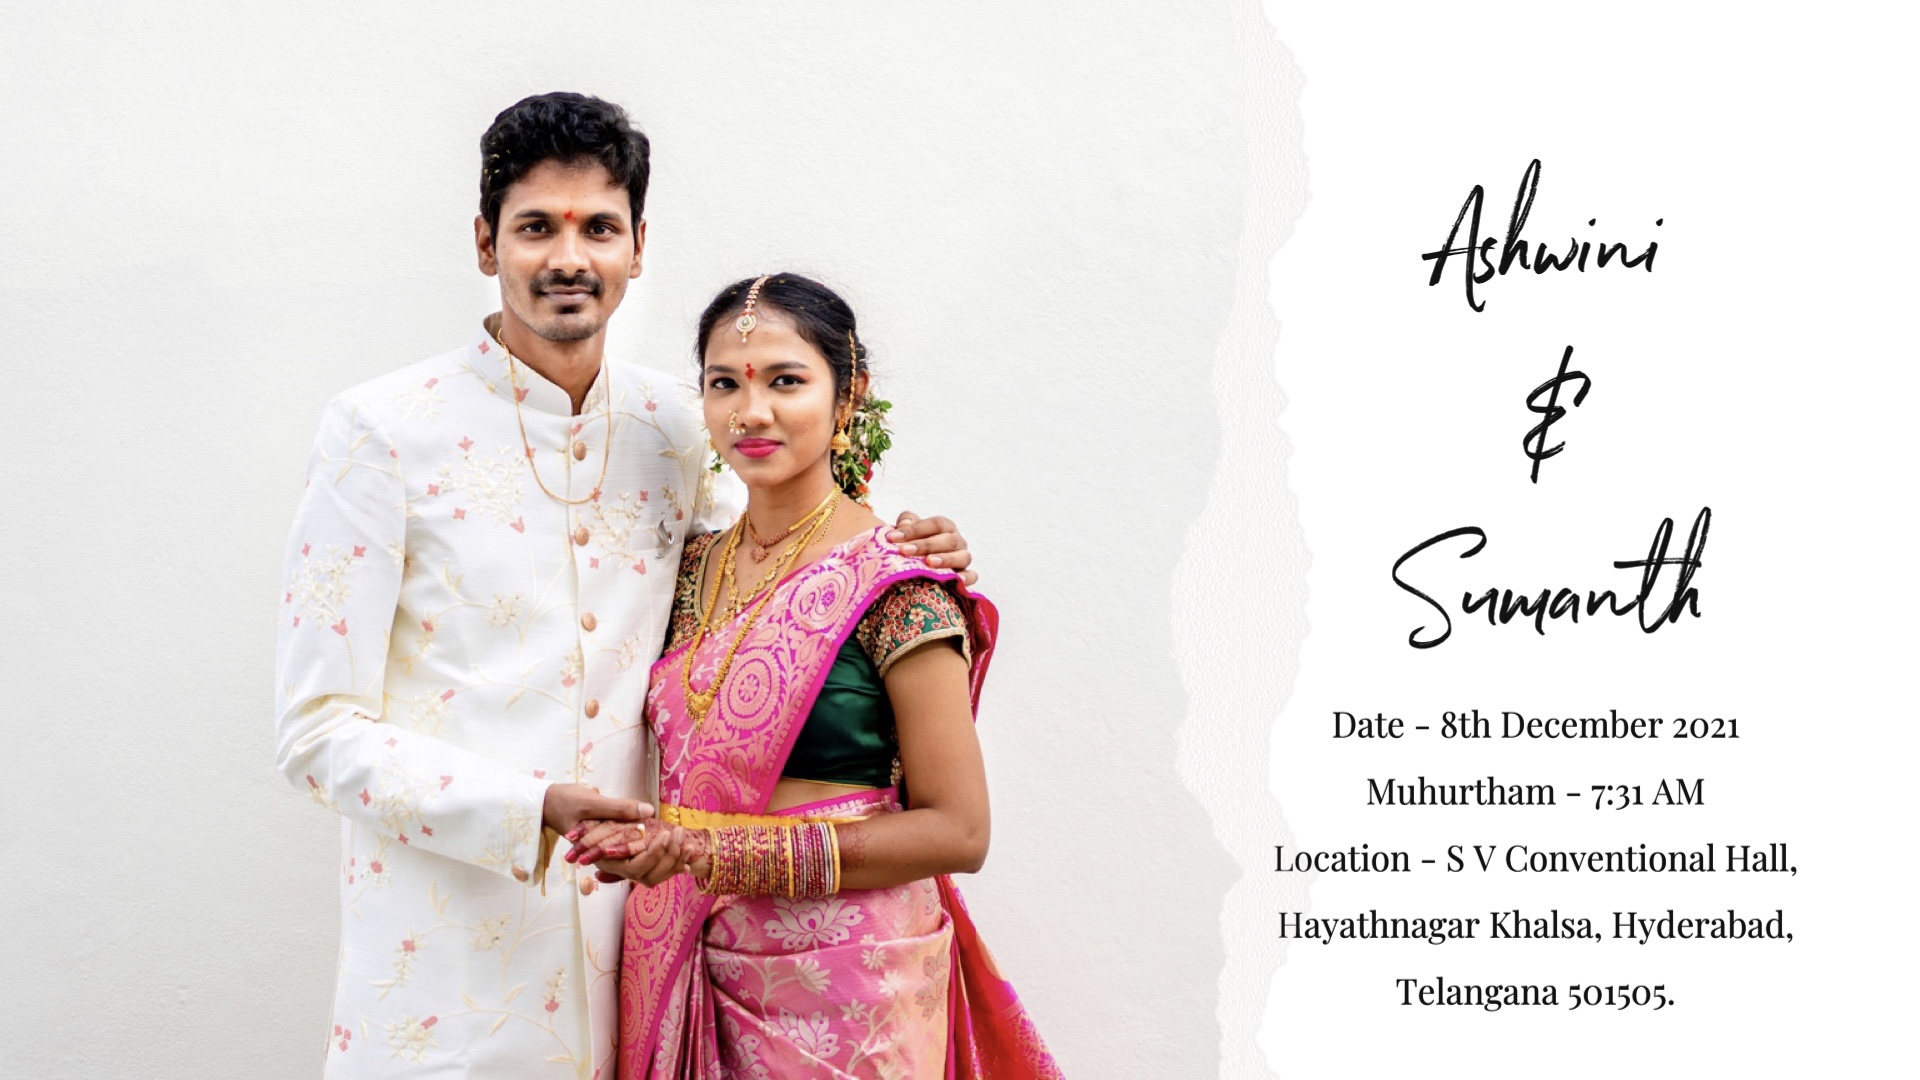 Ashwini
&
Sumanth
Date - 8th December 2021
Muhurtham - 7:31 AM
Location - S V Conventional Hall,
Hayathnagar Khalsa, Hyderabad,
Telangana 501505.